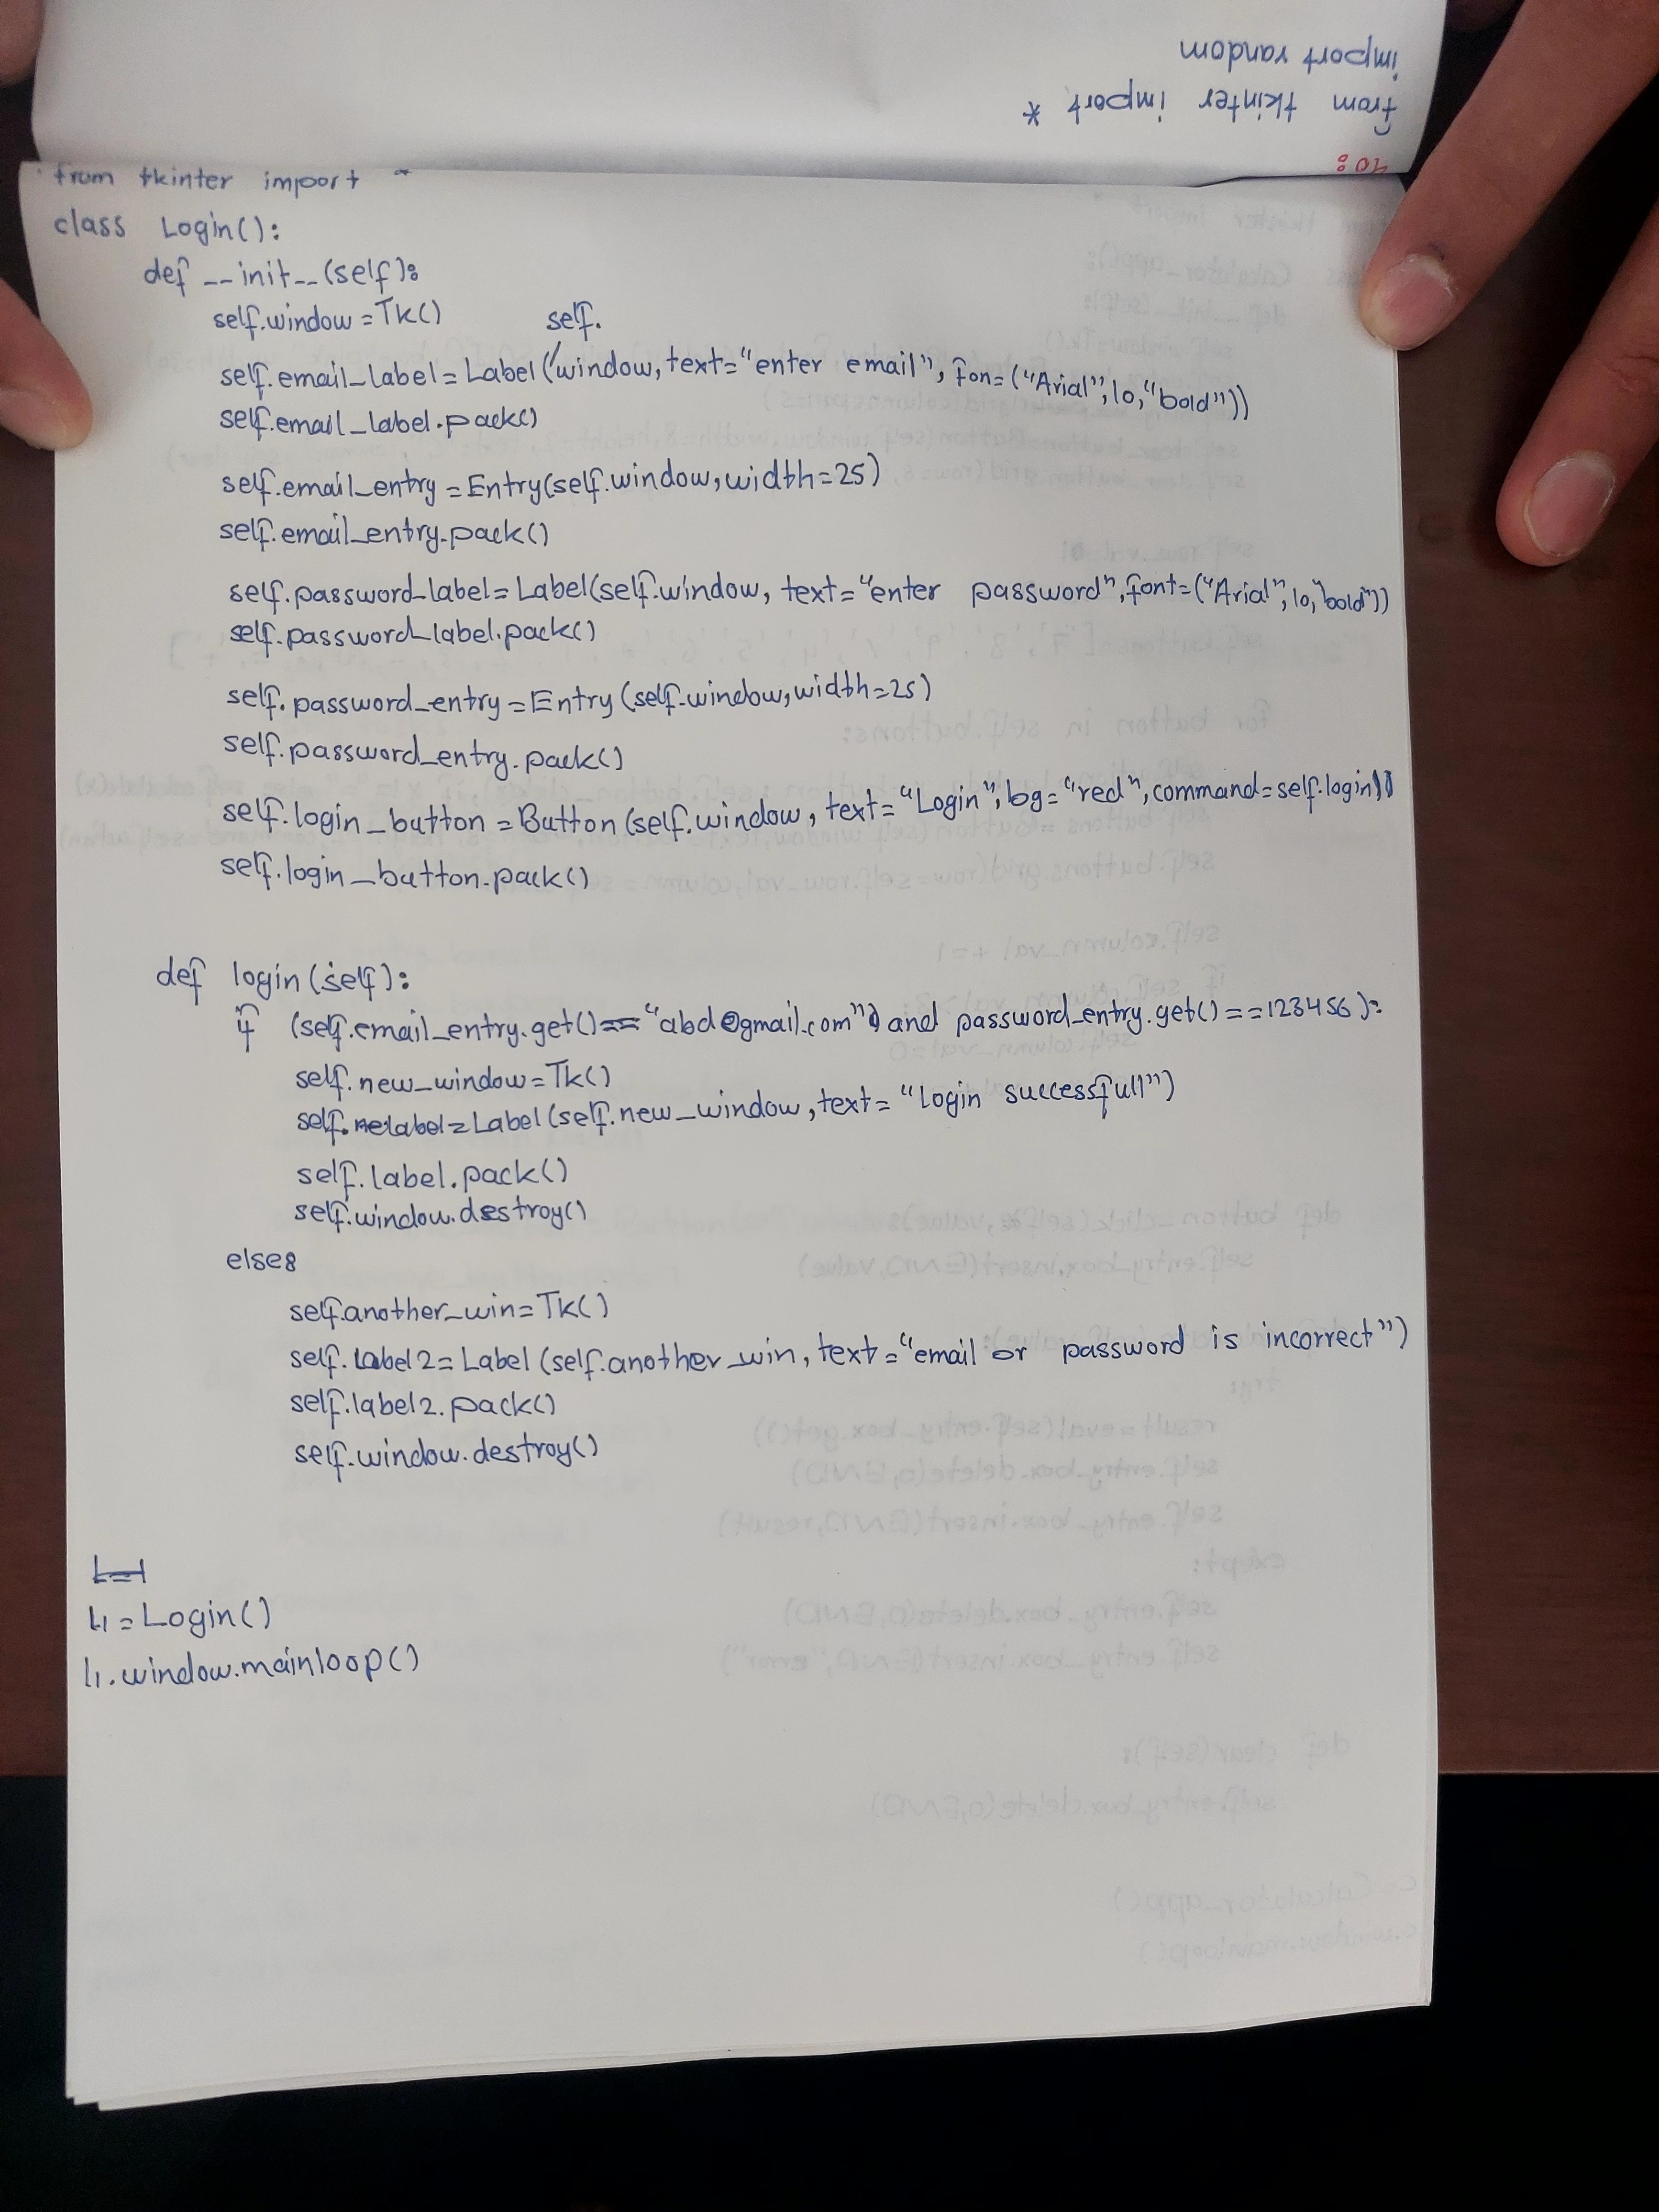 import random
from tkinter import *
10:
from tkinter import *
class Login():
def __init__(self):
self.window=Tk()
self.email_label=Label(self.window, text="enter email", fon=("Arial",10,"bold"))
self.email_label.pack()
self.email_entry=Entry(self.window, width=25)
self.email_entry.pack()
self.password_label=Label(self.window, text="enter password", font=("Arial",10,"bold"))
self.password_label.pack()
self.password_entry=Entry(self.window, width=25)
self.password_entry.pack()
self.login_button=Button(self.window, text="Login", bg="red", command=self.login)
self.login_button.pack()
def login(self):
if (self.email_entry.get()=="abd@gmail.com") and password_entry.get()==123456):
self.new_window=Tk()
self.label=Label(self.new_window, text="login successfull")
self.label.pack()
self.window.destroy()
else:
self.another_win=Tk()
self.label2=Label(self.another_win, text="email or password is incorrect")
self.label2.pack()
self.window.destroy()
l1=Login()
l1.window.mainloop()